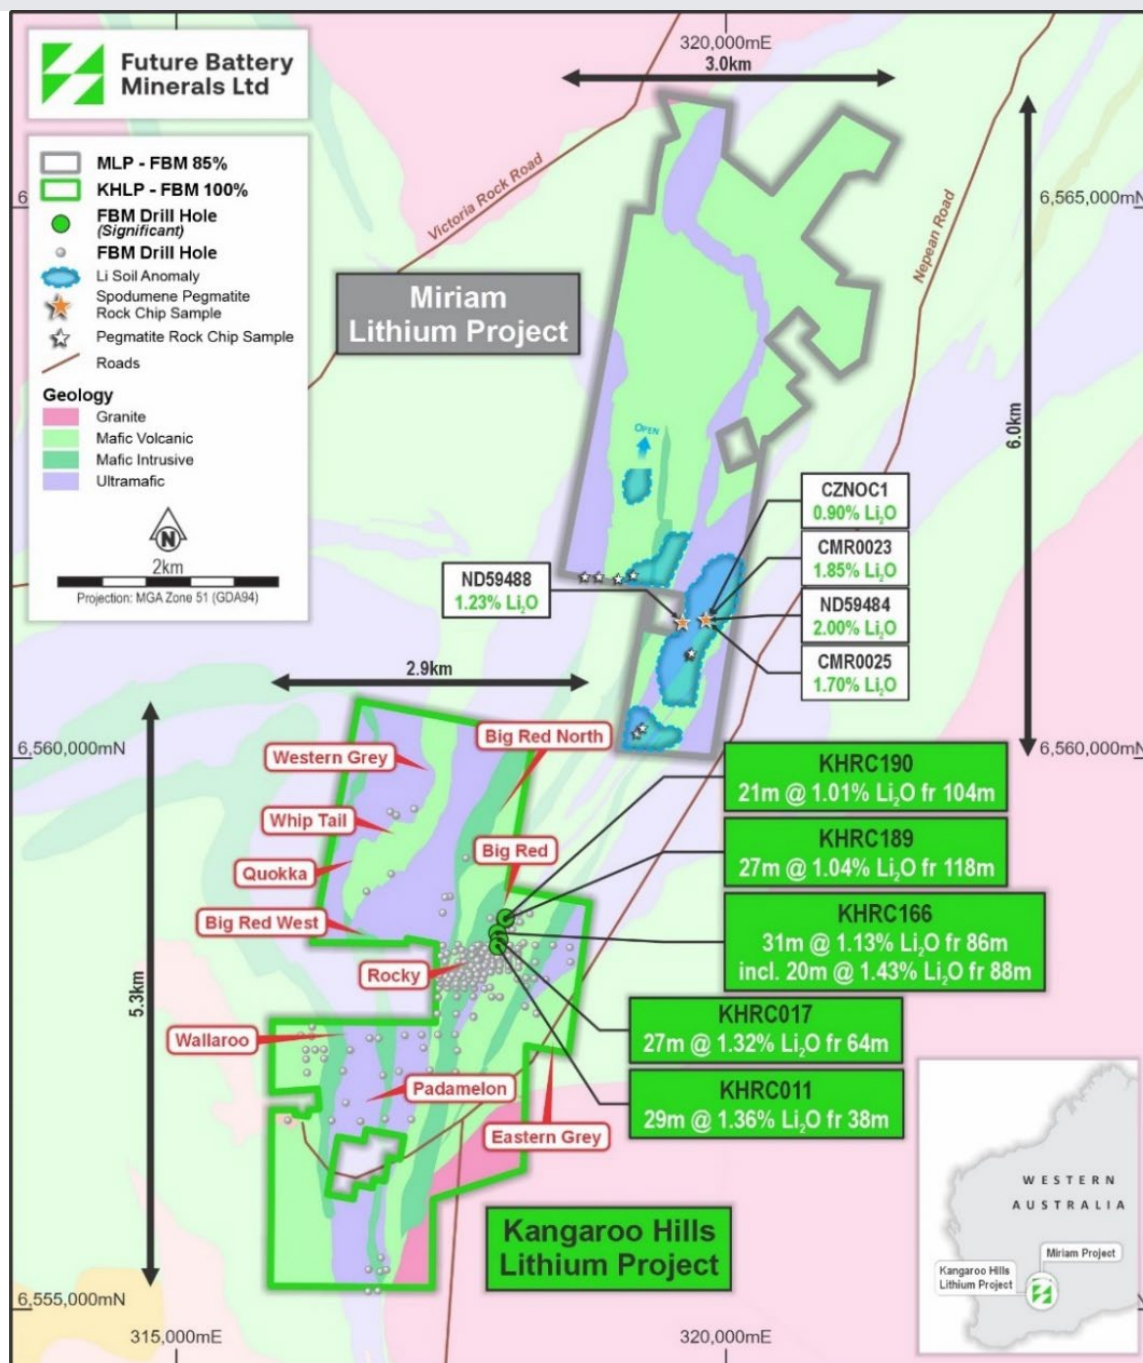 Future Battery
Minerals Ltd
MLP - FBM 85%
KHLP - FBM 100%
FBM Drill Hole
(Significant)
FBM Drill Hole
Li Soil Anomaly
Spodumene Pegmatite
Rock Chip Sample
Pegmatite Rock Chip Sample
Roads
Geology
Granite
Mafic Volcanic
Mafic Intrusive
Ultramafic
N
2km
Projection: MGA Zone 51 (GDA94)
320,000mE
3.0km
Victoria Rock Road
Nepean Road
6
6,565,000mN
6.0km
Miriam
Lithium Project
OPEN
CZNOC1
0.90% Li₂O
CMR0023
1.85% Li₂O
ND59488
1.23% Li₂O
ND59484
2.00% Li₂O
CMR0025
1.70% Li₂O
2.9km
6,560,000mN
6,560,000mN
5.3km
Big Red North
Western Grey
Whip Tail
Quokka
Big Red
Big Red West
Rocky
Wallaroo
Padamelon
Eastern Grey
KHRC190
21m @ 1.01% Li₂O fr 104m
KHRC189
27m @ 1.04% Li₂O fr 118m
KHRC166
31m @ 1.13% Li₂O fr 86m
incl. 20m @ 1.43% Li₂O fr 88m
KHRC017
27m @ 1.32% Li₂O fr 64m
KHRC011
29m @ 1.36% Li₂O fr 38m
Kangaroo Hills
Lithium Project
6,555,000mN
315,000mE
320,000mE
WESTERN
AUSTRALIA
Miriam Project
Kangaroo Hills
Lithium Project